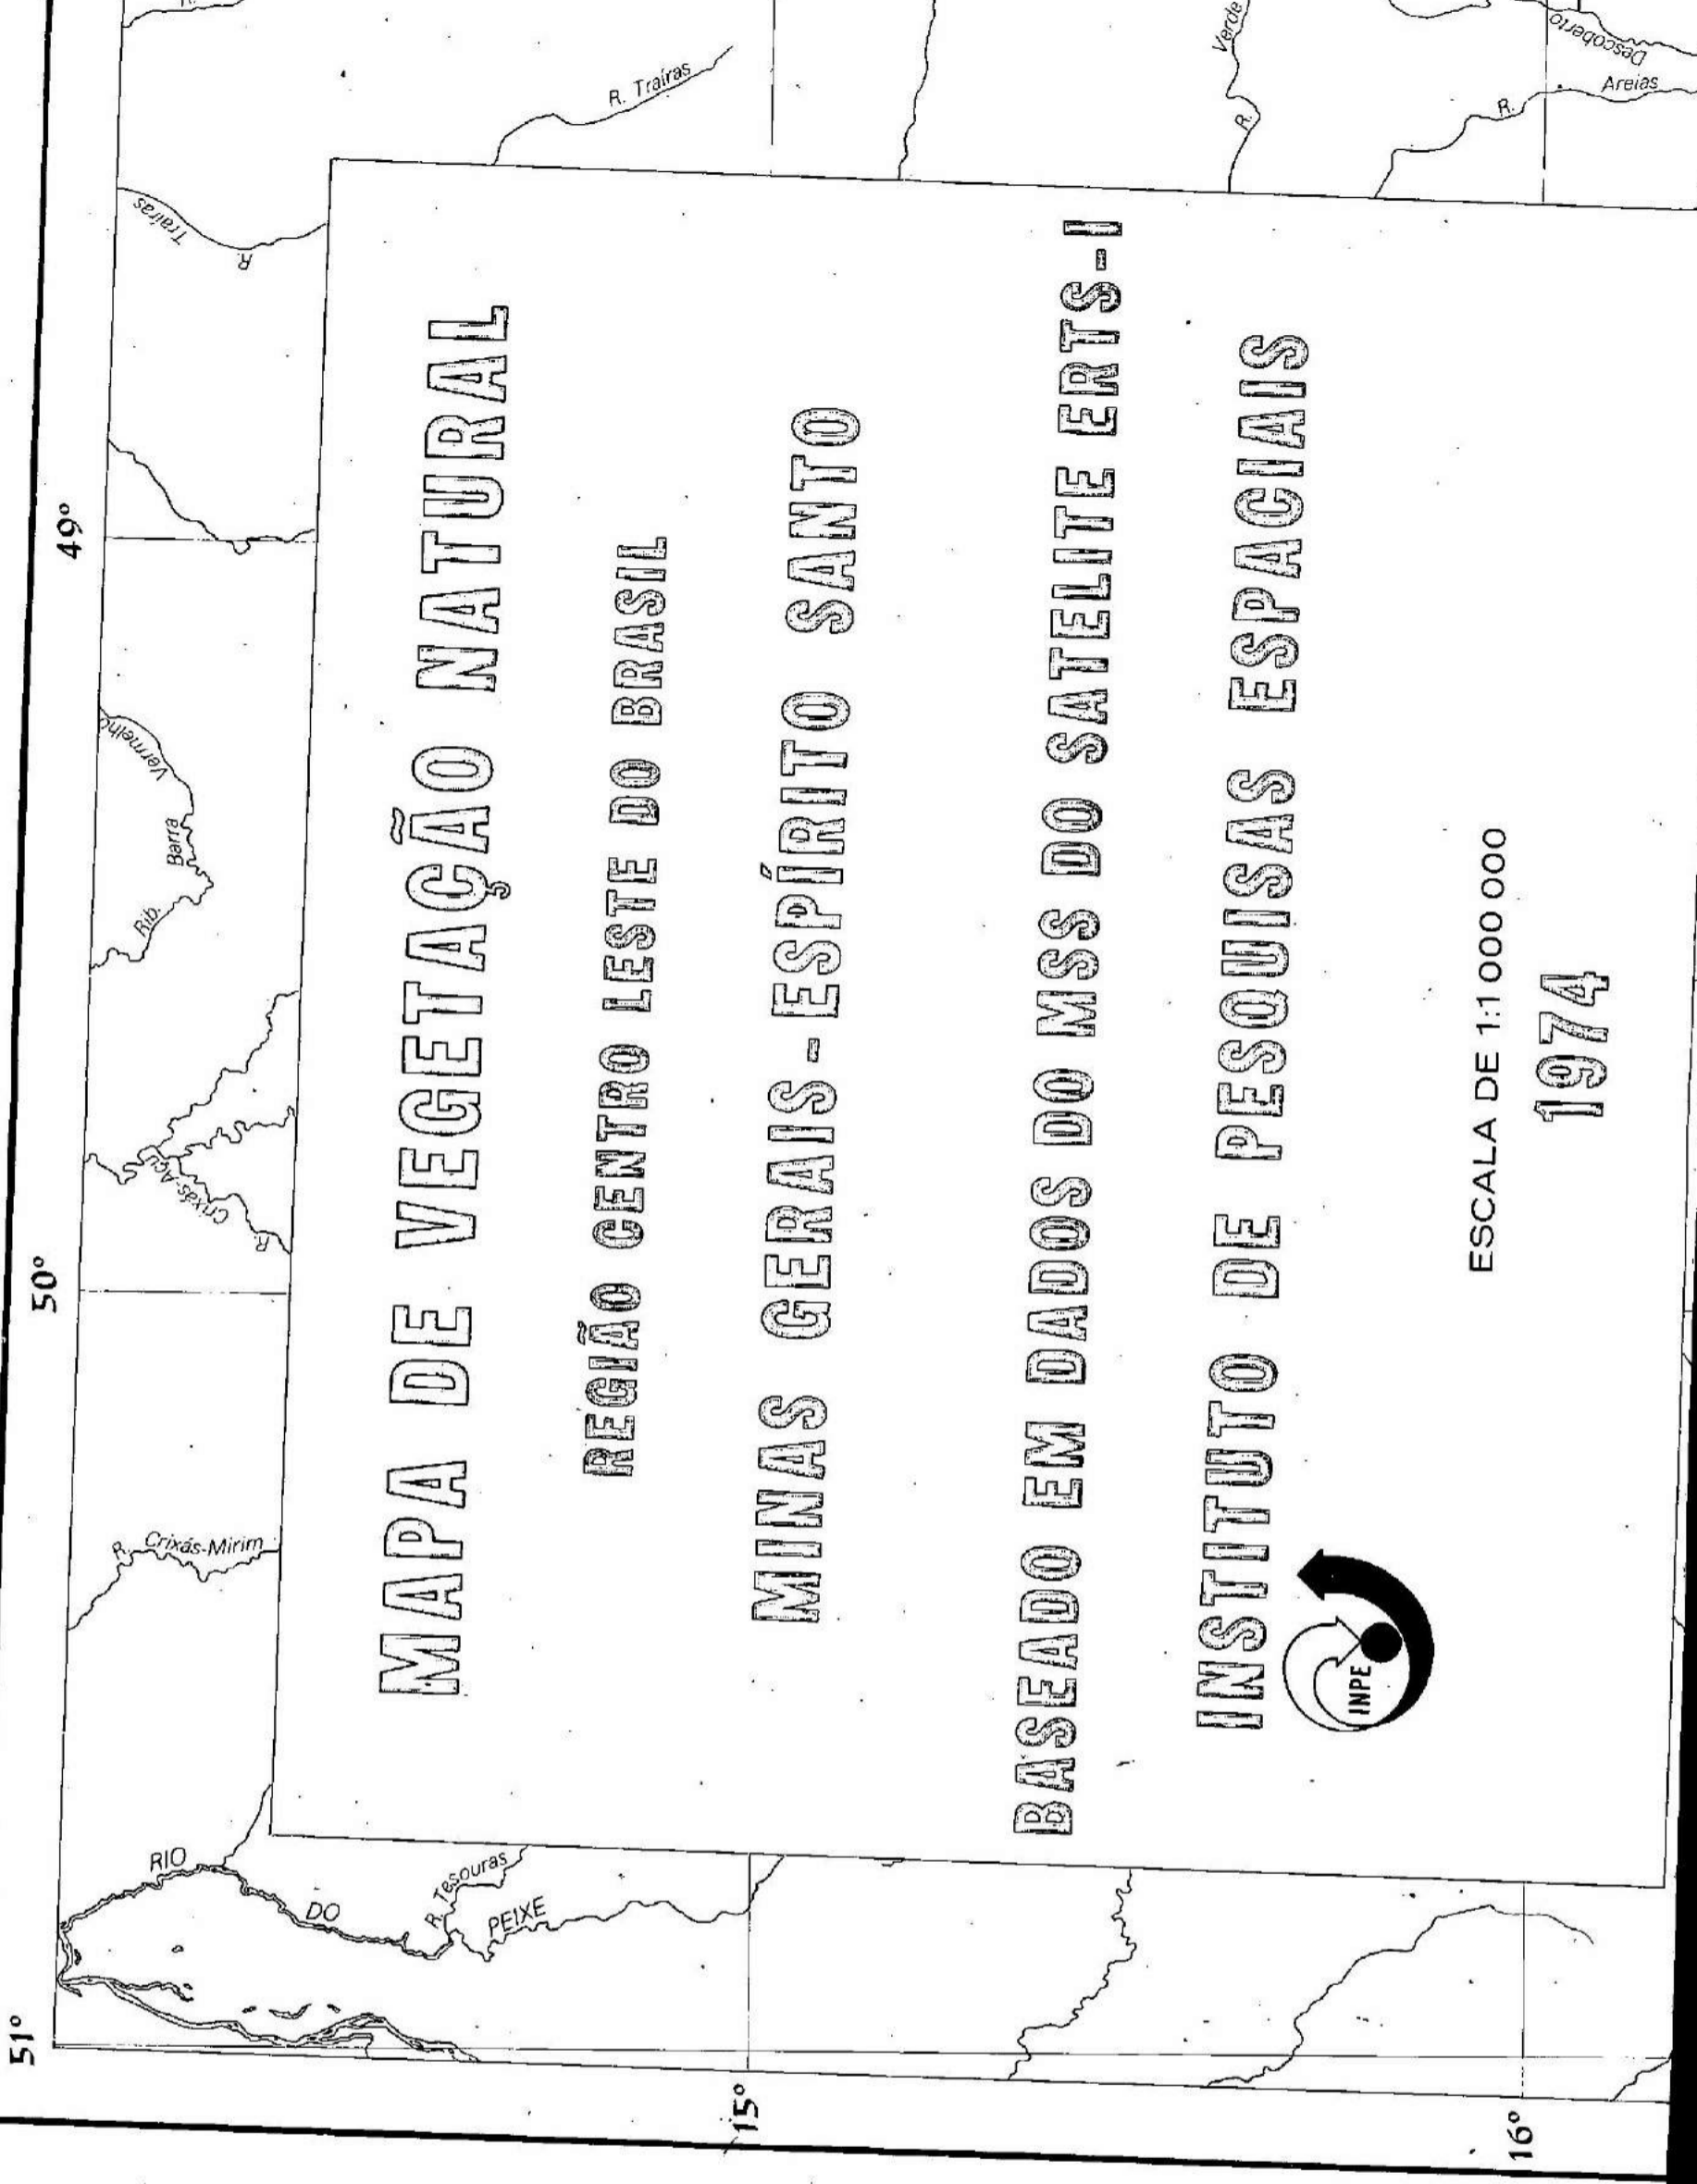 51°
50°
49°
15°
16°
RIO
DO
PEIXE
R. Tesouras
R. Crixás-Mirim
R. Crixás-Açu
Rib. Barra Vermelho
R. Traíras
R. Traíras
R. Verde
R. Areias
Descoberto
MAPA DE VEGETAÇÃO NATURAL
REGIÃO CENTRO LESTE DO BRASIL
MINAS GERAIS - ESPÍRITO SANTO
BASEADO EM DADOS DO MSS DO SATELITE ERTS-I
INSTITUTO DE PESQUISAS ESPACIAIS
INPE
ESCALA DE 1:1 000 000
1974